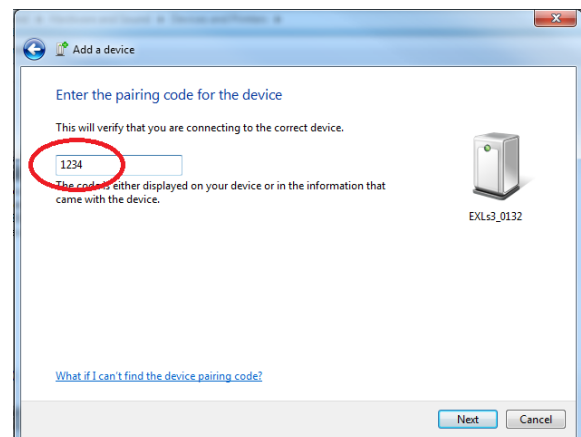 Add a device
Enter the pairing code for the device
This will verify that you are connecting to the correct device.
1234
The code is either displayed on your device or in the information that
came with the device.
EXLs3_0132
What if I can't find the device pairing code?
Next
Cancel